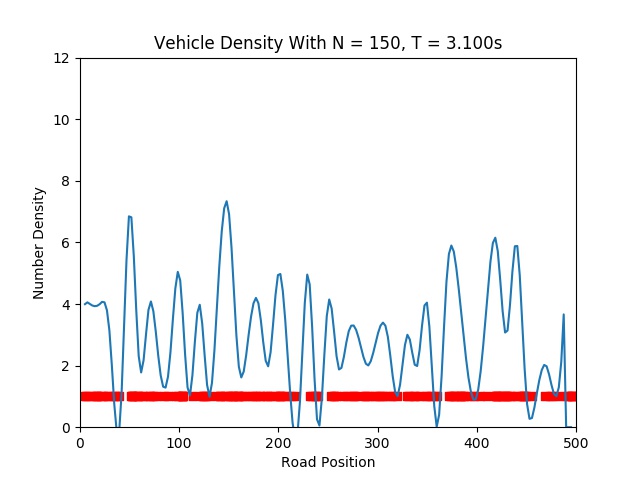 Vehicle Density With N = 150, T = 3.100s
12
10
8
6
4
2
0
Number Density
0 100 200 300 400 500
Road Position